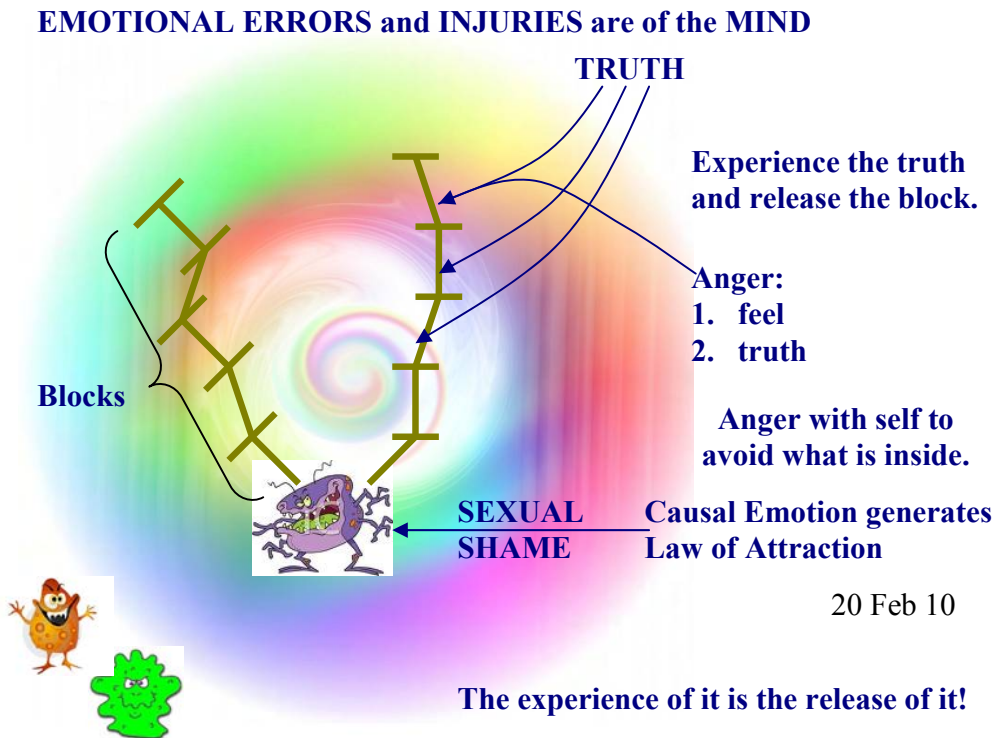 EMOTIONAL ERRORS and INJURIES are of the MIND
TRUTH
Experience the truth
and release the block.
Anger:
1. feel
2. truth
Blocks
Anger with self to
avoid what is inside.
SEXUAL
SHAME
Causal Emotion generates
Law of Attraction
20 Feb 10
The experience of it is the release of it!